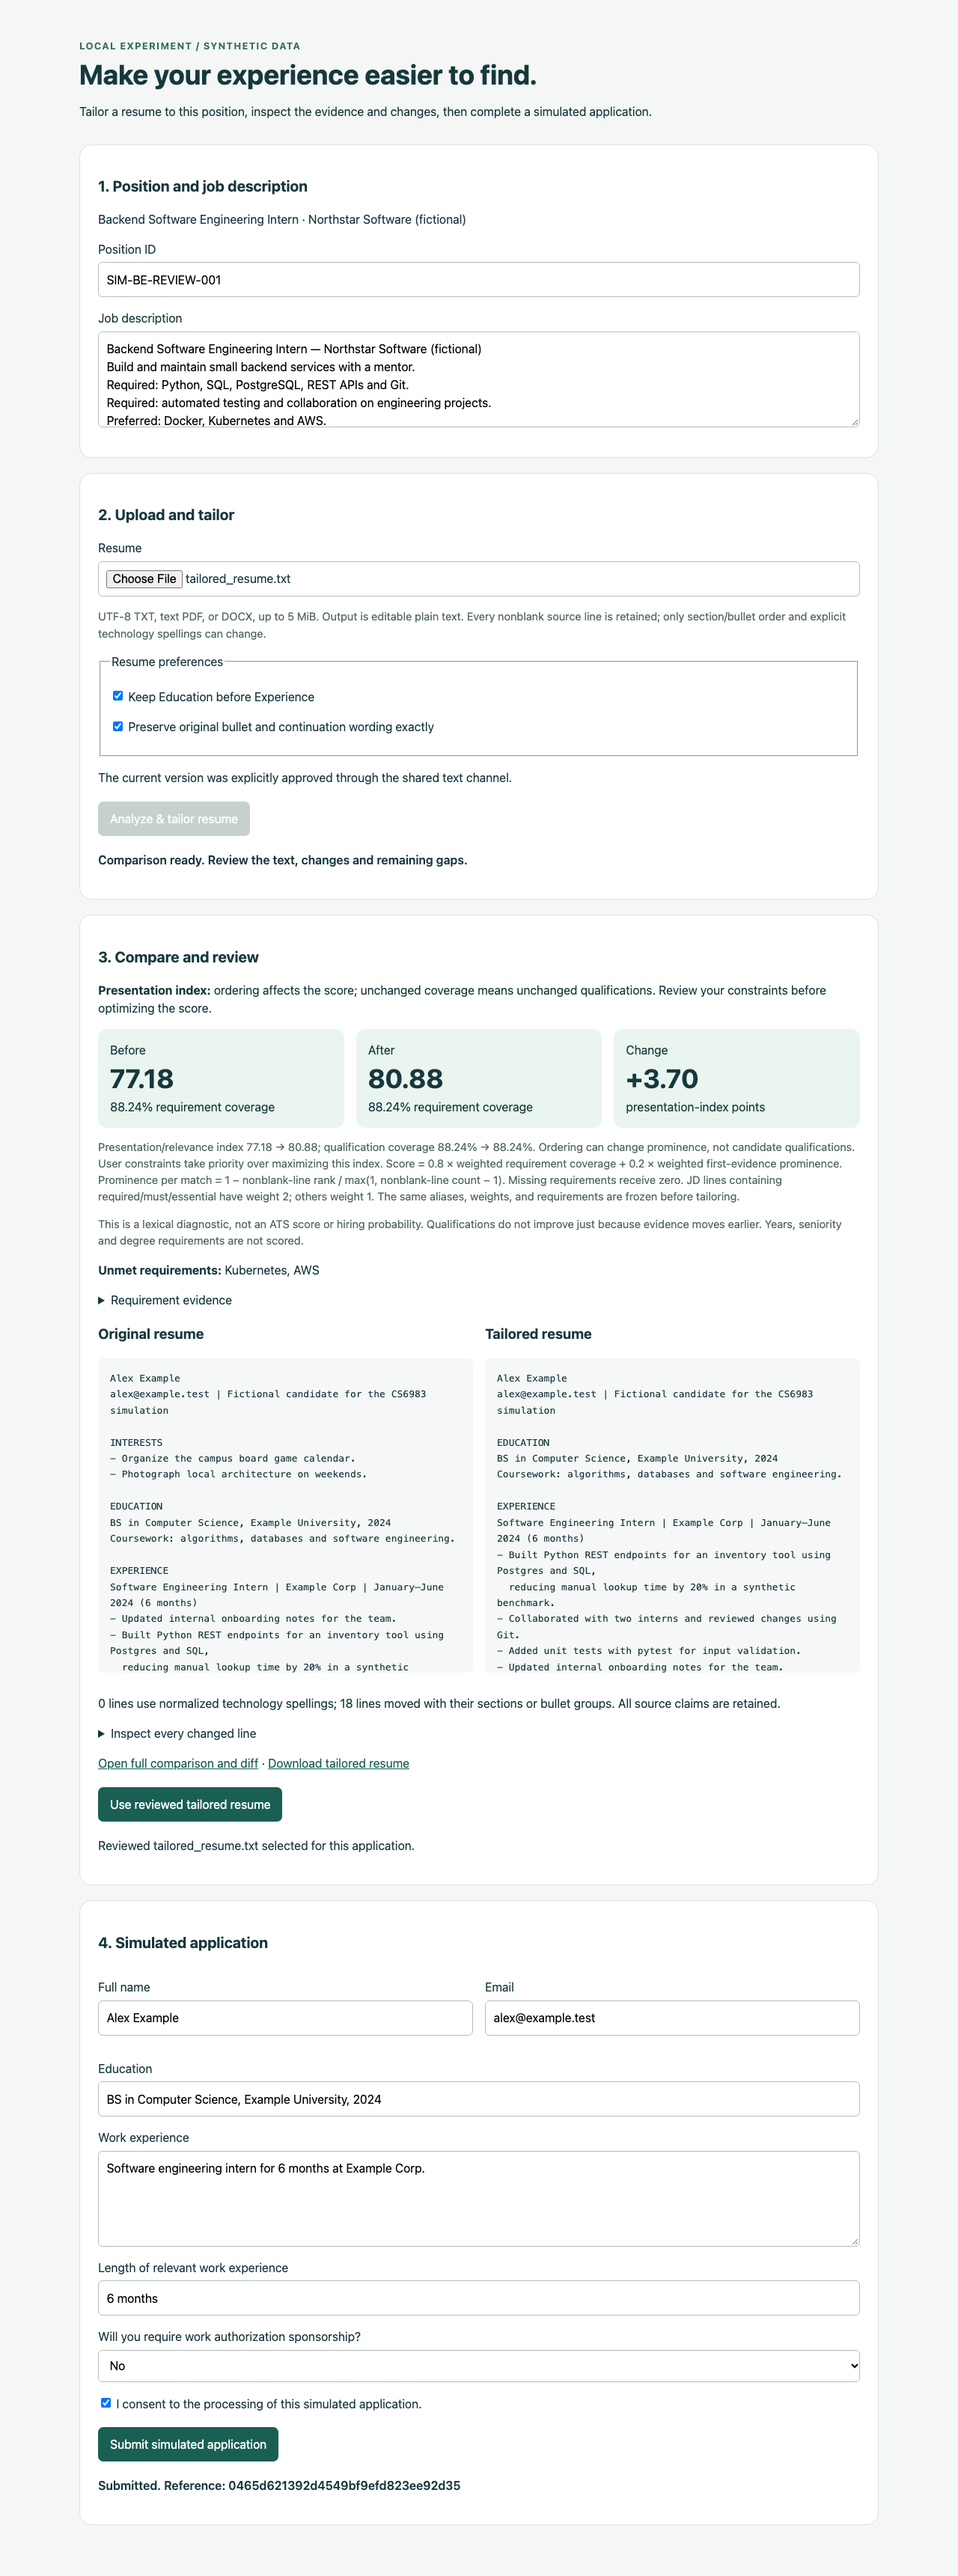 LOCAL EXPERIMENT / SYNTHETIC DATA
Make your experience easier to find.
Tailor a resume to this position, inspect the evidence and changes, then complete a simulated application.
1. Position and job description
Backend Software Engineering Intern · Northstar Software (fictional)
Position ID
SIM-BE-REVIEW-001
Job description
Backend Software Engineering Intern — Northstar Software (fictional)
Build and maintain small backend services with a mentor.
Required: Python, SQL, PostgreSQL, REST APIs and Git.
Required: automated testing and collaboration on engineering projects.
Preferred: Docker, Kubernetes and AWS.
2. Upload and tailor
Resume
Choose File tailored_resume.txt
UTF-8 TXT, text PDF, or DOCX, up to 5 MiB. Output is editable plain text. Every nonblank source line is retained; only section/bullet order and explicit
technology spellings can change.
Resume preferences
Keep Education before Experience
Preserve original bullet and continuation wording exactly
The current version was explicitly approved through the shared text channel.
Analyze & tailor resume
Comparison ready. Review the text, changes and remaining gaps.
3. Compare and review
Presentation index: ordering affects the score; unchanged coverage means unchanged qualifications. Review your constraints before
optimizing the score.
Before
77.18
88.24% requirement coverage
After
80.88
88.24% requirement coverage
Change
+3.70
presentation-index points
Presentation/relevance index 77.18 → 80.88; qualification coverage 88.24% → 88.24%. Ordering can change prominence, not candidate qualifications.
User constraints take priority over maximizing this index. Score = 0.8 × weighted requirement coverage + 0.2 × weighted first-evidence prominence.
Prominence per match = 1 − nonblank-line rank / max(1, nonblank-line count − 1). Missing requirements receive zero. JD lines containing
required/must/essential have weight 2; others weight 1. The same aliases, weights, and requirements are frozen before tailoring.
This is a lexical diagnostic, not an ATS score or hiring probability. Qualifications do not improve just because evidence moves earlier. Years, seniority
and degree requirements are not scored.
Unmet requirements: Kubernetes, AWS
Requirement evidence
Original resume
Alex Example
alex@example.test | Fictional candidate for the CS6983
simulation
INTERESTS
– Organize the campus board game calendar.
– Photograph local architecture on weekends.
EDUCATION
BS in Computer Science, Example University, 2024
Coursework: algorithms, databases and software engineering.
EXPERIENCE
Software Engineering Intern | Example Corp | January–June
2024 (6 months)
– Updated internal onboarding notes for the team.
– Built Python REST endpoints for an inventory tool using
Postgres and SQL,
reducing manual lookup time by 20% in a synthetic
Tailored resume
Alex Example
alex@example.test | Fictional candidate for the CS6983
simulation
EDUCATION
BS in Computer Science, Example University, 2024
Coursework: algorithms, databases and software engineering.
EXPERIENCE
Software Engineering Intern | Example Corp | January–June
2024 (6 months)
– Built Python REST endpoints for an inventory tool using
Postgres and SQL,
reducing manual lookup time by 20% in a synthetic
benchmark.
– Collaborated with two interns and reviewed changes using
Git.
– Added unit tests with pytest for input validation.
– Updated internal onboarding notes for the team.
0 lines use normalized technology spellings; 18 lines moved with their sections or bullet groups. All source claims are retained.
Inspect every changed line
Open full comparison and diff · Download tailored resume
Use reviewed tailored resume
Reviewed tailored_resume.txt selected for this application.
4. Simulated application
Full name
Alex Example
Email
alex@example.test
Education
BS in Computer Science, Example University, 2024
Work experience
Software engineering intern for 6 months at Example Corp.
Length of relevant work experience
6 months
Will you require work authorization sponsorship?
No
I consent to the processing of this simulated application.
Submit simulated application
Submitted. Reference: 0465d621392d4549bf9efd823ee92d35